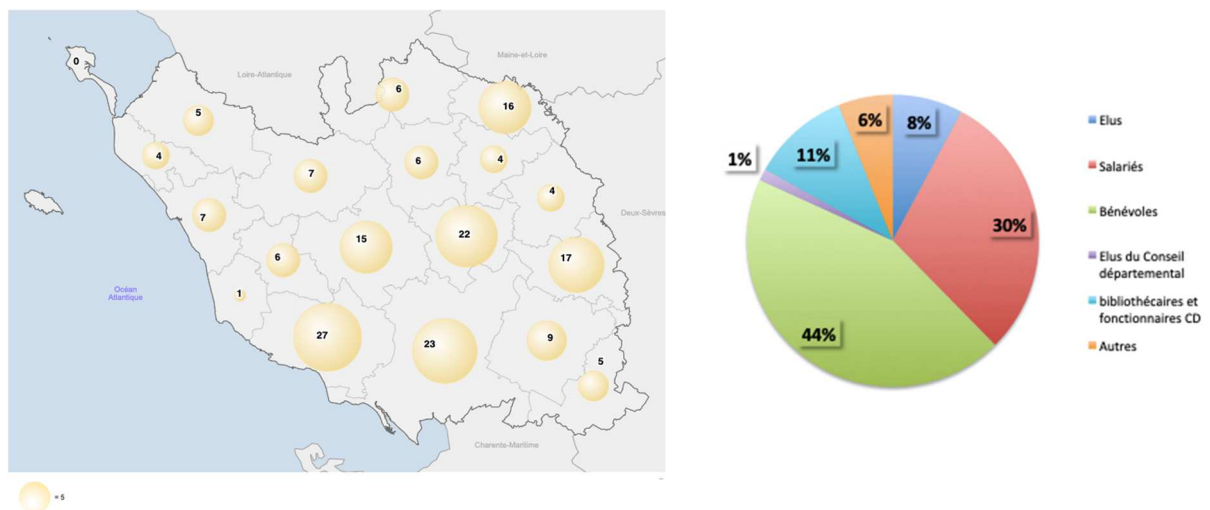 0
Maine-et-Loire
Loire-Atlantique
6
16
5
4
6
4
7
4
7
Deux-Sèvres
15
22
6
17
Océan
Atlantique
1
27
23
9
5
Charente-Maritime
= 5
6%
8%
11%
1%
30%
44%
Elus
Salariés
Bénévoles
Elus du Conseil
départemental
bibliothécaires et
fonctionnaires CD
Autres